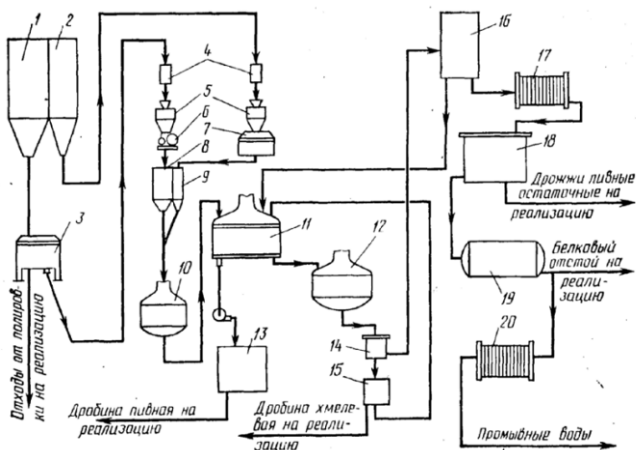 1
2
3
4
5
6
7
8
9
10
11
12
13
14
15
16
17
18
19
20
Отходы от полиров-
ки на реализацию
Дробина пивная на
реализацию
Дробина хмеле-
вая на реали-
зацию
Дрожжи пивные
остаточные на
реализацию
Белковый
отстой на
реали-
зацию
Промывные воды